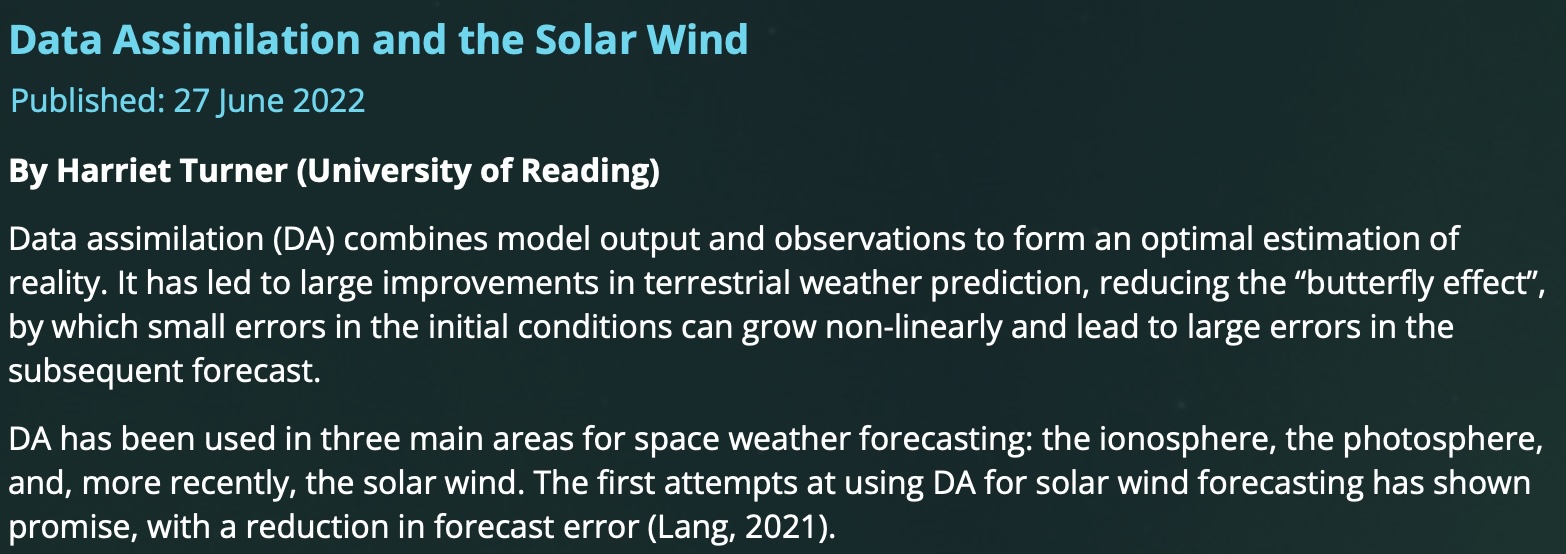 Data Assimilation and the Solar Wind
Published: 27 June 2022
By Harriet Turner (University of Reading)
Data assimilation (DA) combines model output and observations to form an optimal estimation of
reality. It has led to large improvements in terrestrial weather prediction, reducing the “butterfly effect”,
by which small errors in the initial conditions can grow non-linearly and lead to large errors in the
subsequent forecast.
DA has been used in three main areas for space weather forecasting: the ionosphere, the photosphere,
and, more recently, the solar wind. The first attempts at using DA for solar wind forecasting has shown
promise, with a reduction in forecast error (Lang, 2021).